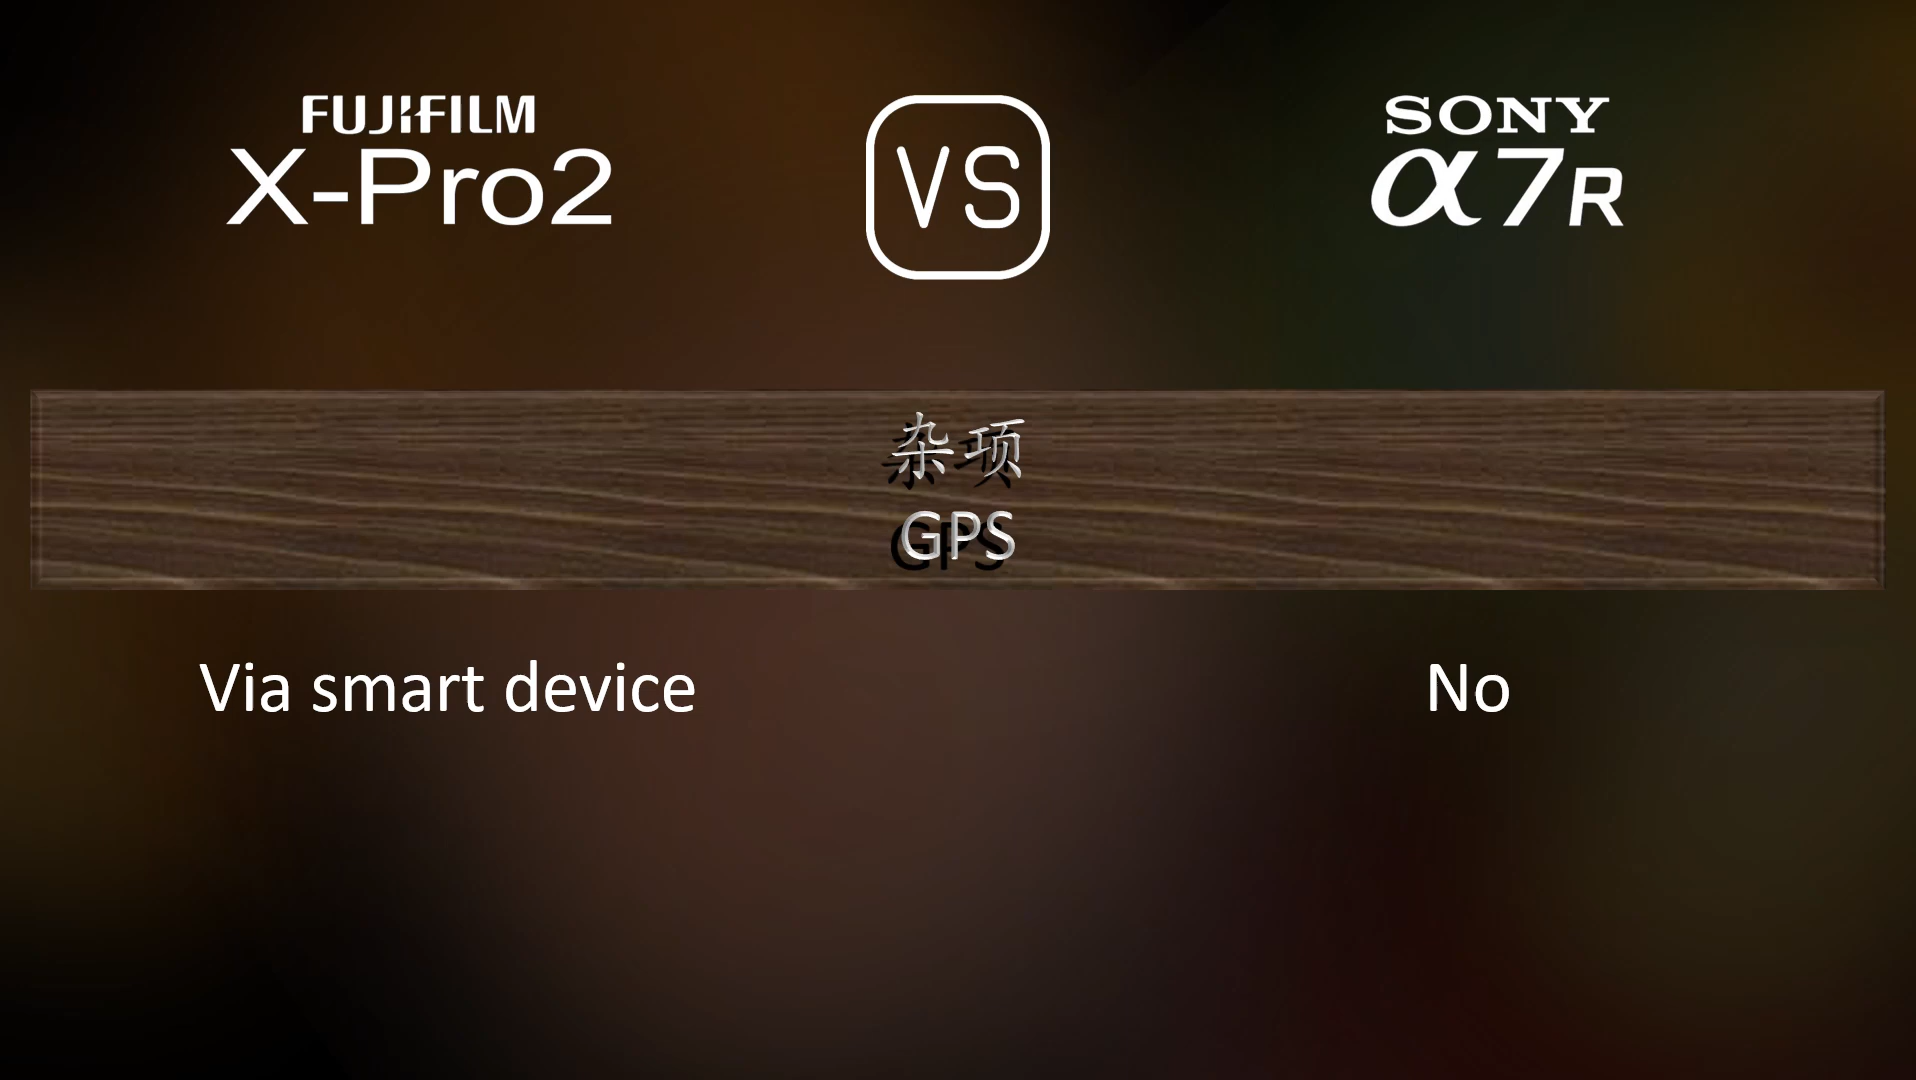 FUJIFILM
X-Pro2
VS
SONY
α7R
杂项
GPS
Via smart device
No